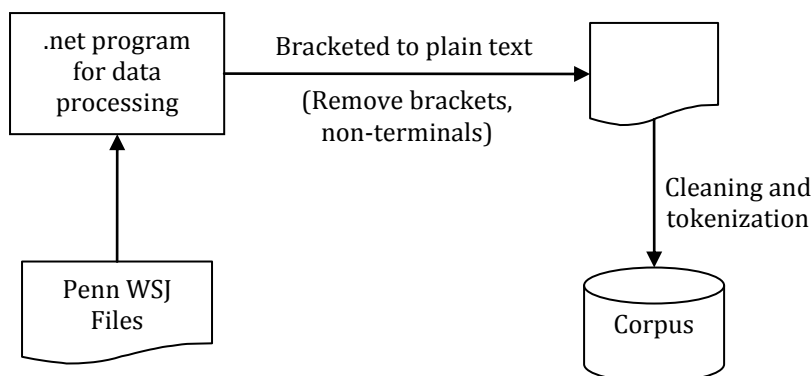 .net program
for data
processing
Bracketed to plain text
(Remove brackets,
non-terminals)
Cleaning and
tokenization
Penn WSJ
Files
Corpus